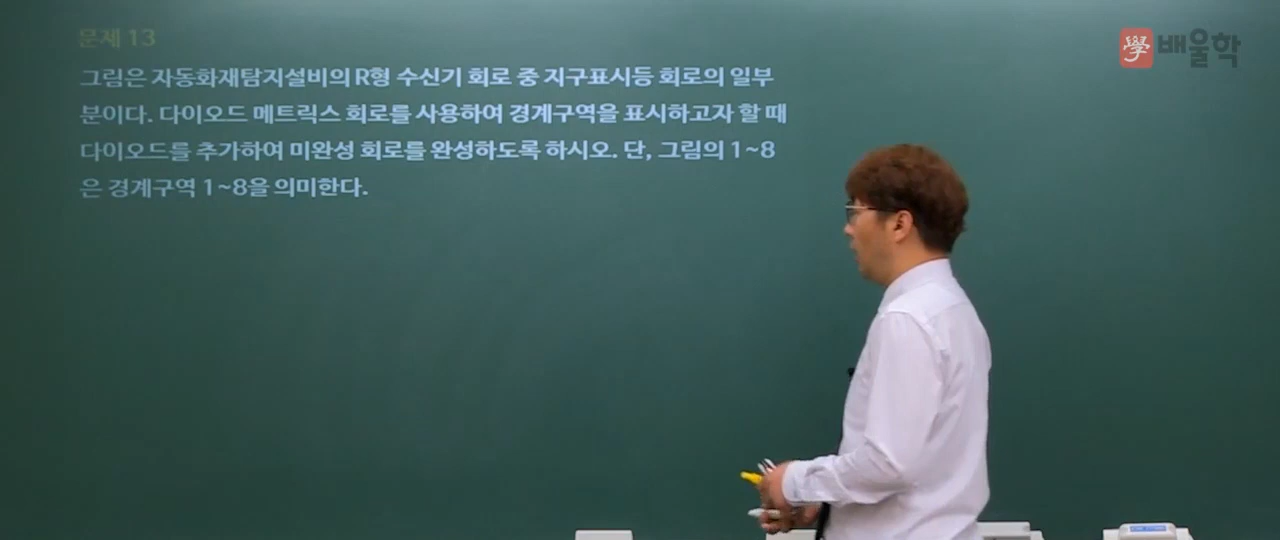 문제 13
그림은 자동화재탐지설비의 R형 수신기 회로 중 지구표시등 회로의 일부
분이다. 다이오드 메트릭스 회로를 사용하여 경계구역을 표시하고자 할 때
다이오드를 추가하여 미완성 회로를 완성하도록 하시오. 단, 그림의 1~8
은 경계구역 1~8을 의미한다.
學 배울학